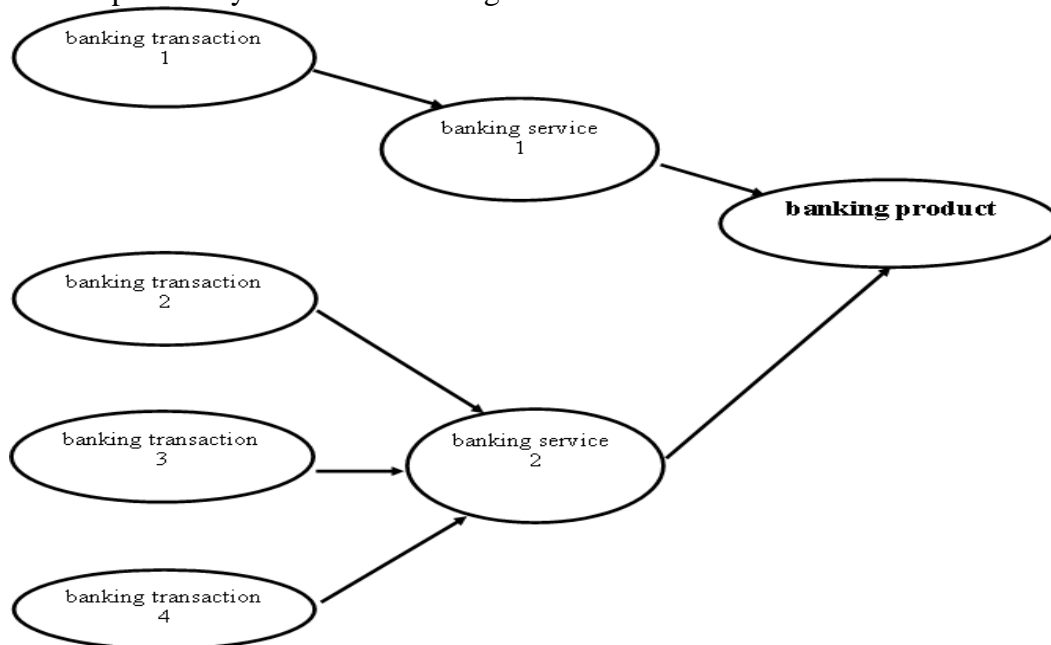 banking transaction
1
banking service
1
banking product
banking transaction
2
banking transaction
3
banking service
2
banking transaction
4